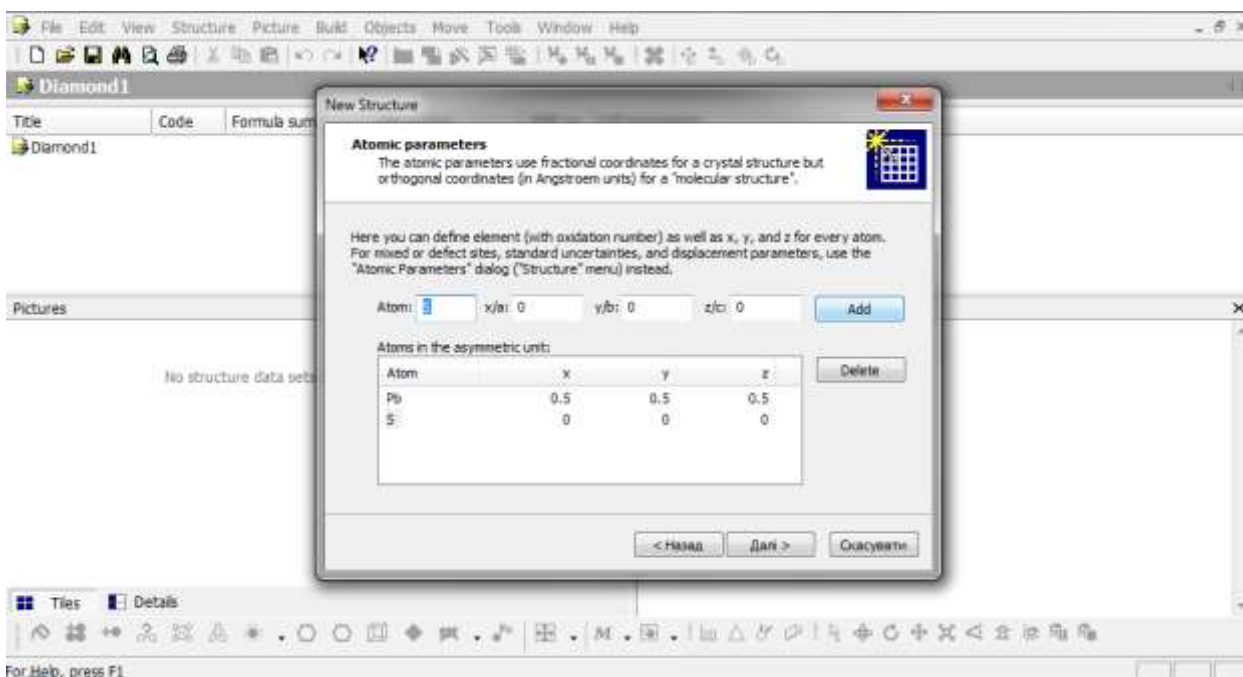 File Edit View Structure Picture Build Objects Move Tools Window Help
Diamond1
Title Code Formula sum
Diamond1
New Structure
Atomic parameters
The atomic parameters use fractional coordinates for a crystal structure but
orthogonal coordinates (in Angstroem units) for a "molecular structure".
Here you can define element (with oxidation number) as well as x, y, and z for every atom.
For mixed or defect sites, standard uncertainties, and displacement parameters, use the
"Atomic Parameters" dialog ("Structure" menu) instead.
Atom: S x/a: 0 y/b: 0 z/c: 0 Add
Atoms in the asymmetric unit:
Atom x y z Delete
Pb 0.5 0.5 0.5
S 0 0 0
< Назад Далі > Скасувати
Pictures
No structure data sets
Tiles Details
For Help, press F1